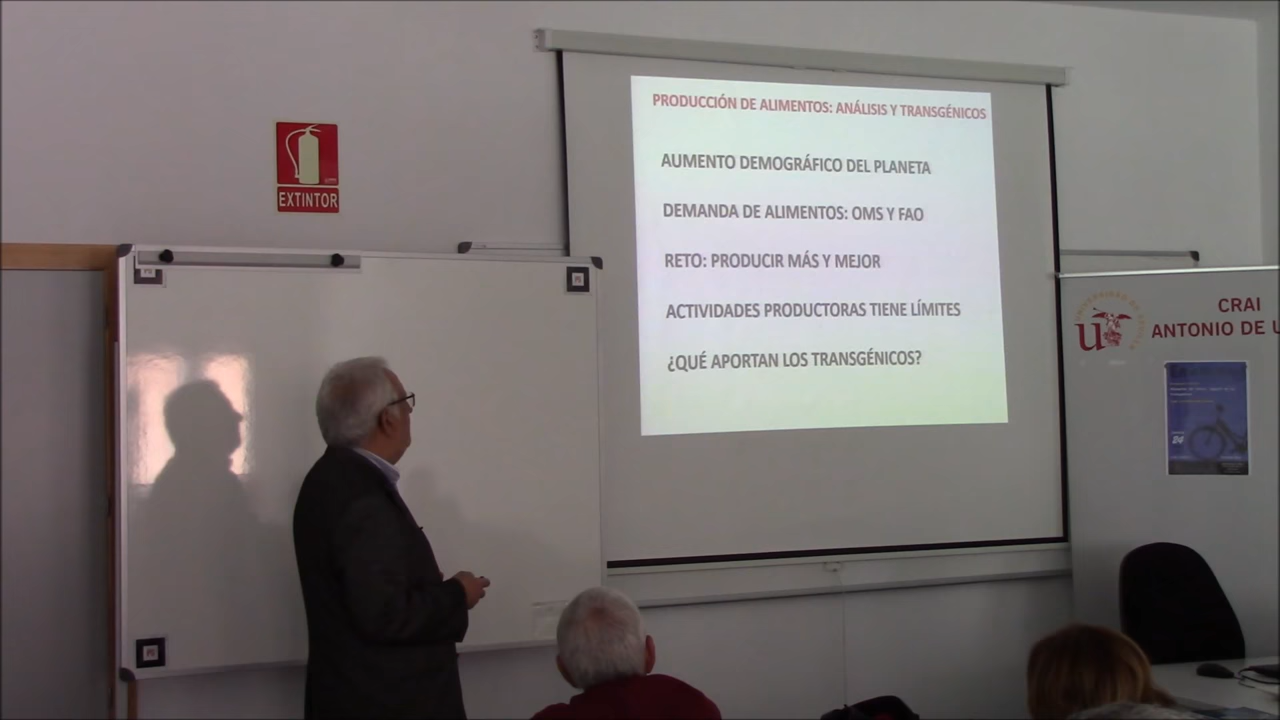 PRODUCCIÓN DE ALIMENTOS: ANÁLISIS Y TRANSGÉNICOS
AUMENTO DEMOGRÁFICO DEL PLANETA
DEMANDA DE ALIMENTOS: OMS Y FAO
RETO: PRODUCIR MÁS Y MEJOR
ACTIVIDADES PRODUCTORAS TIENE LÍMITES
¿QUÉ APORTAN LOS TRANSGÉNICOS?
EXTINTOR
CRAI
ANTONIO DE U